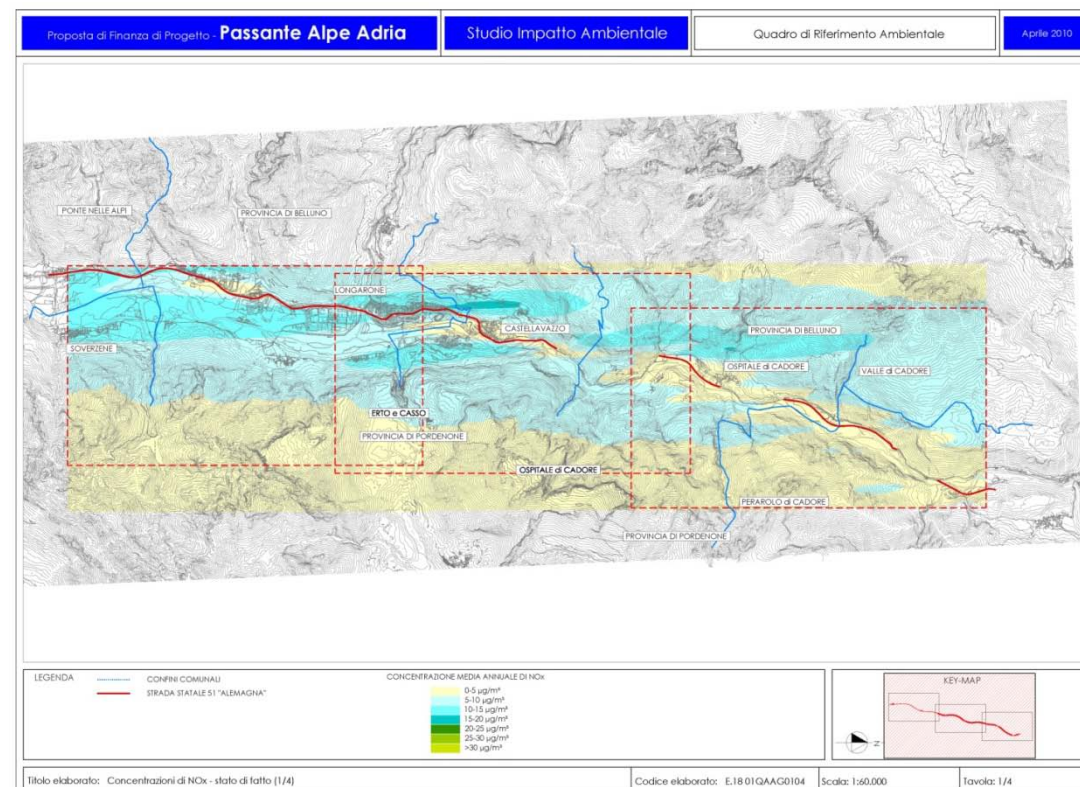 Proposta di Finanza di Progetto - Passante Alpe Adria
Studio Impatto Ambientale
Quadro di Riferimento Ambientale
Aprile 2010
PONTE NELLE ALPI
PROVINCIA DI BELLUNO
LONGARONE
CASTELLAVAZZO
PROVINCIA DI BELLUNO
SOVERZENE
OSPITALE di CADORE
VALLE di CADORE
ERTO e CASSO
PROVINCIA DI PORDENONE
OSPITALE di CADORE
PERAROLO di CADORE
PROVINCIA DI PORDENONE
LEGENDA
CONFINI COMUNALI
STRADA STATALE 51 "ALEMAGNA"
CONCENTRAZIONE MEDIA ANNUALE DI NOx
0-5 µg/m³
5-10 µg/m³
10-15 µg/m³
15-20 µg/m³
20-25 µg/m³
25-30 µg/m³
>30 µg/m³
KEY-MAP
N
Titolo elaborato: Concentrazioni di NOx - stato di fatto (1/4)
Codice elaborato: E.18 01QAAG0104
Scala: 1:60.000
Tavola: 1/4